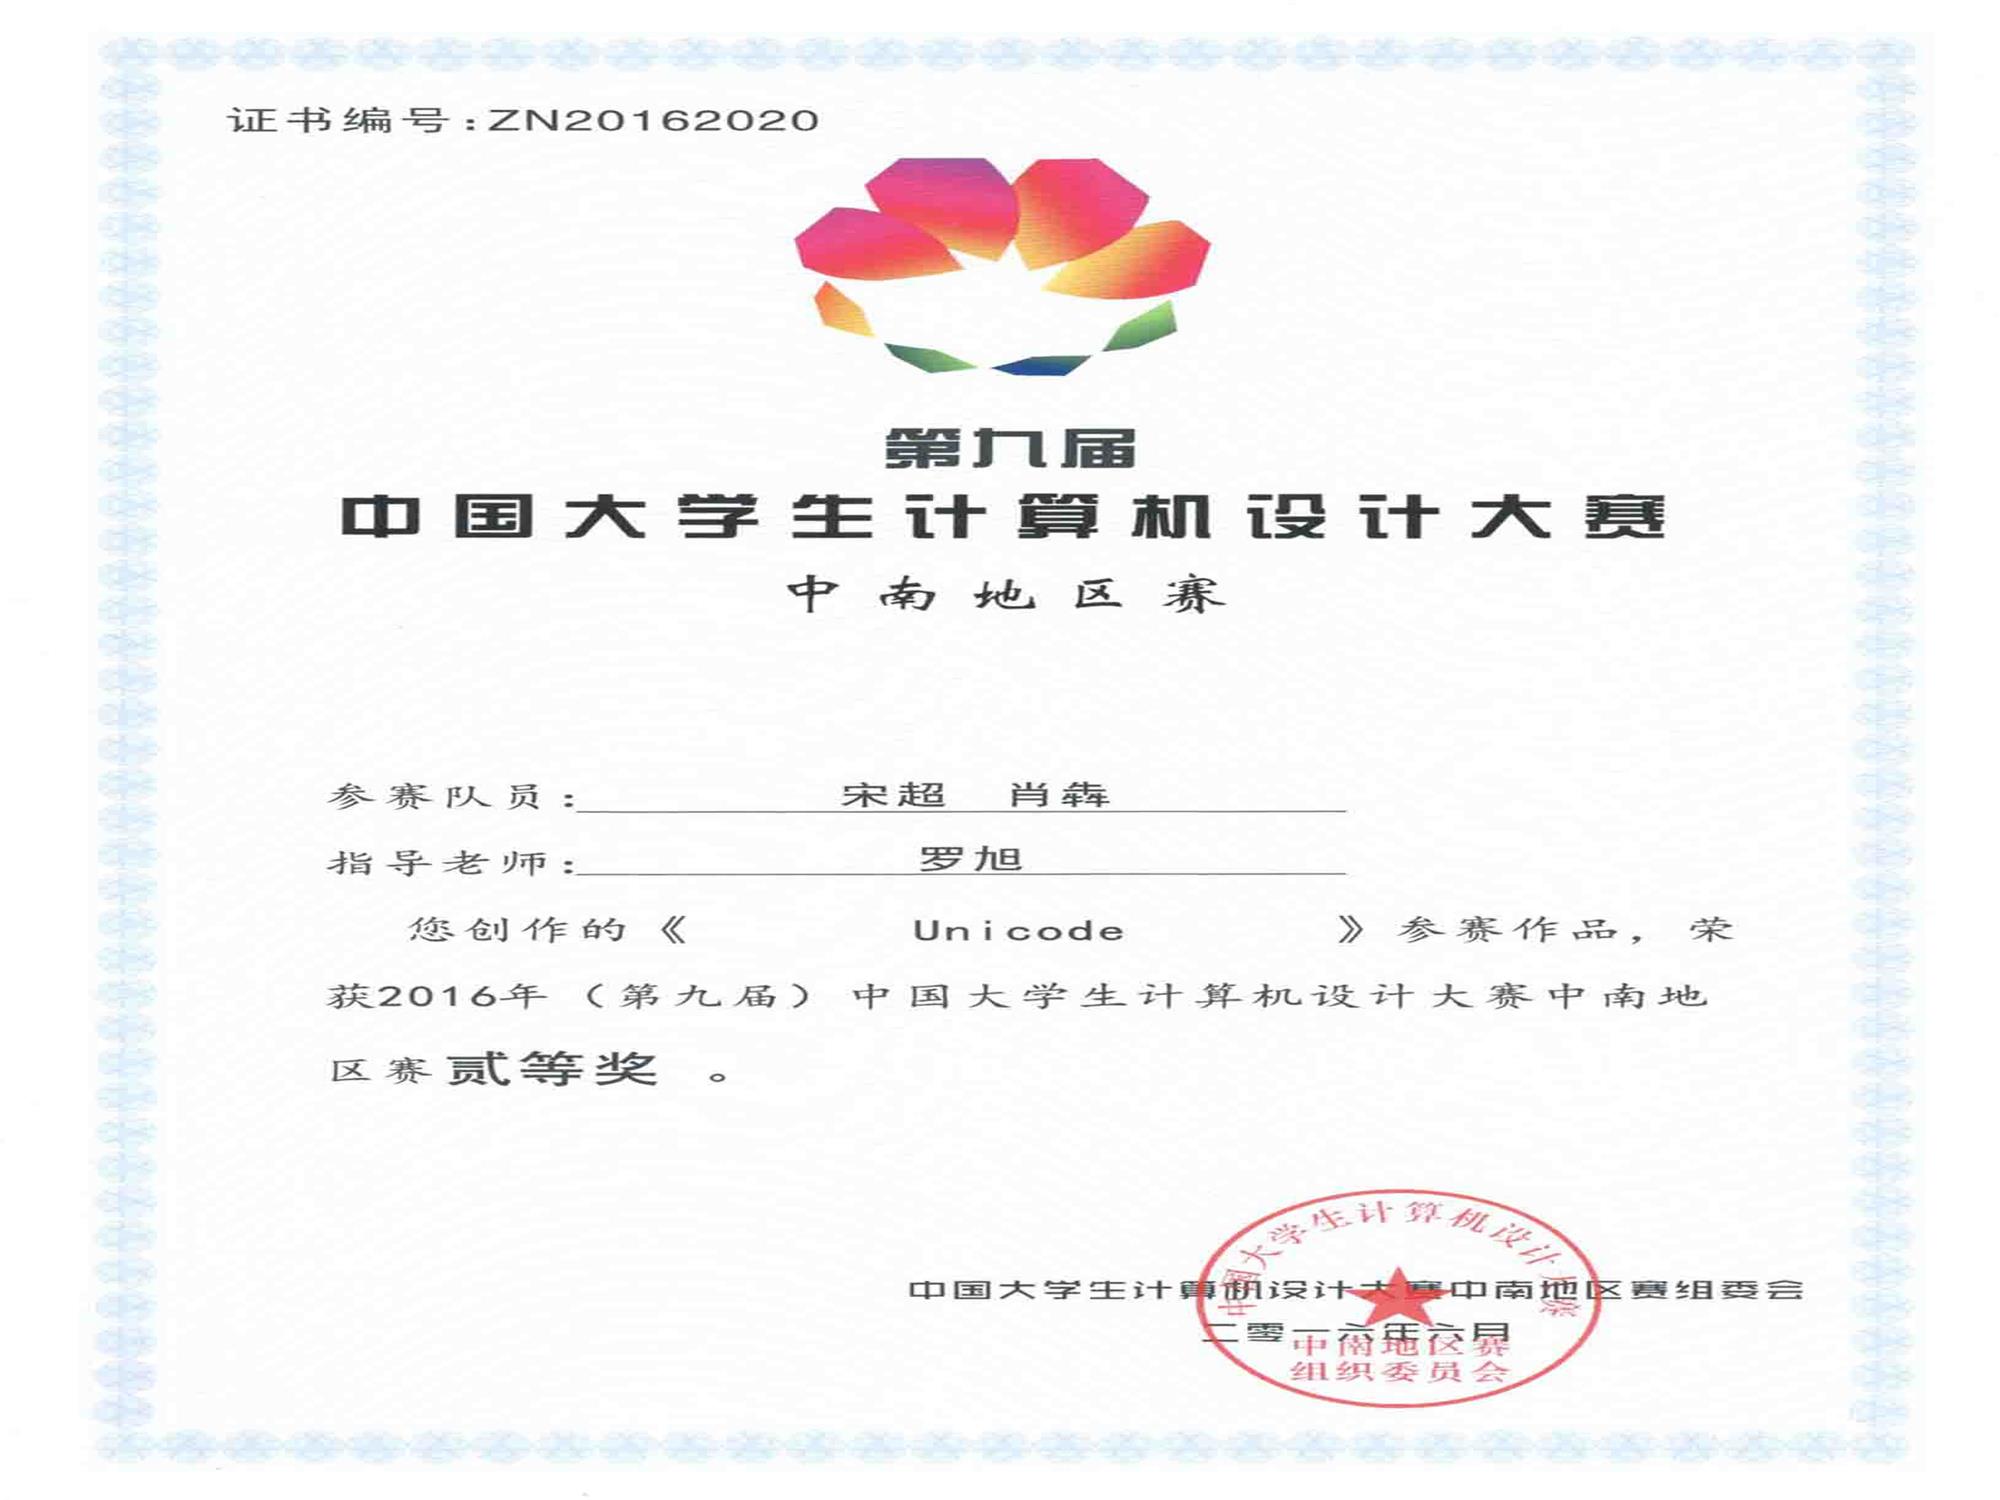 证书编号:ZN20162020
第九届
中国大学生计算机设计大赛
中南地区赛
参赛队员: 宋超 肖犇
指导老师: 罗旭
您创作的《 Unicode 》参赛作品，荣
获2016年（第九届）中国大学生计算机设计大赛中南地
区赛贰等奖 。
中国大学生计算机设计大赛
中国大学生计算机设计大赛中南地区赛组委会
二零一六年六月
中南地区赛
组织委员会